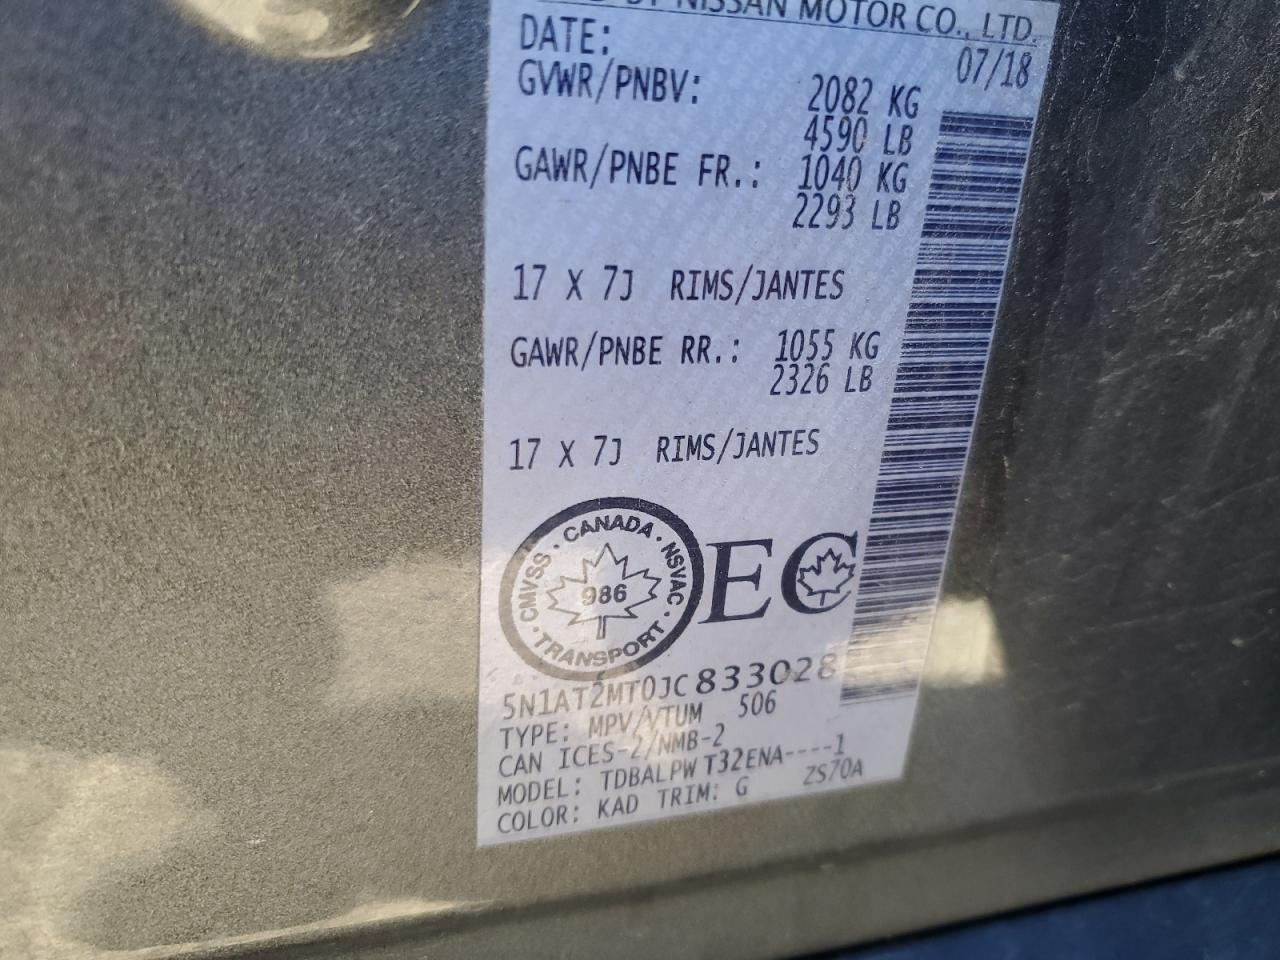 NISSAN MOTOR CO., LTD.
DATE: 07/18
GVWR/PNBV: 2082 KG
4590 LB
GAWR/PNBE FR.: 1040 KG
2293 LB
17 X 7J RIMS/JANTES
GAWR/PNBE RR.: 1055 KG
2326 LB
17 X 7J RIMS/JANTES
CMVSS · CANADA · NSVAC · TRANSPORT ·
986
EC
5N1AT2MT0JC833028
TYPE: MPV/VTUM 506
CAN ICES-2/NMB-2
MODEL: TDBALPW T32ENA----1
COLOR: KAD TRIM: G ZS70A